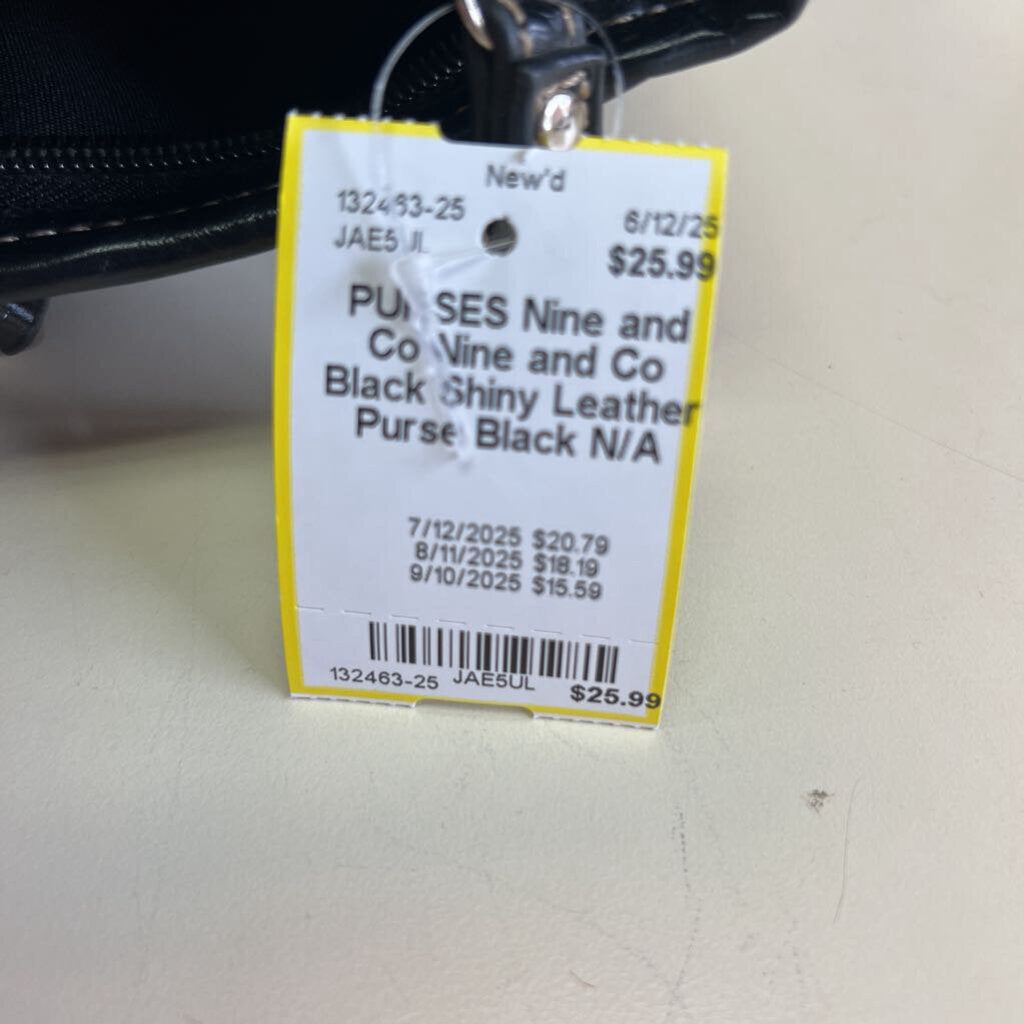 New'd
132463-25 6/12/25
JAE5UL $25.99
PURSES Nine and
Co Nine and Co
Black Shiny Leather
Purse Black N/A
7/12/2025 $20.79
8/11/2025 $18.19
9/10/2025 $15.59
132463-25 JAE5UL $25.99